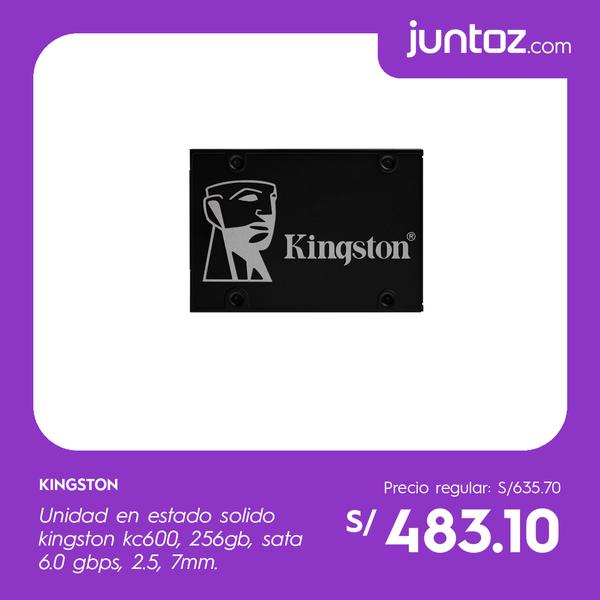 juntoz.com
Kingston®
KINGSTON
Unidad en estado solido
kingston kc600, 256gb, sata
6.0 gbps, 2.5, 7mm.
Precio regular: S/635.70
S/ 483.10